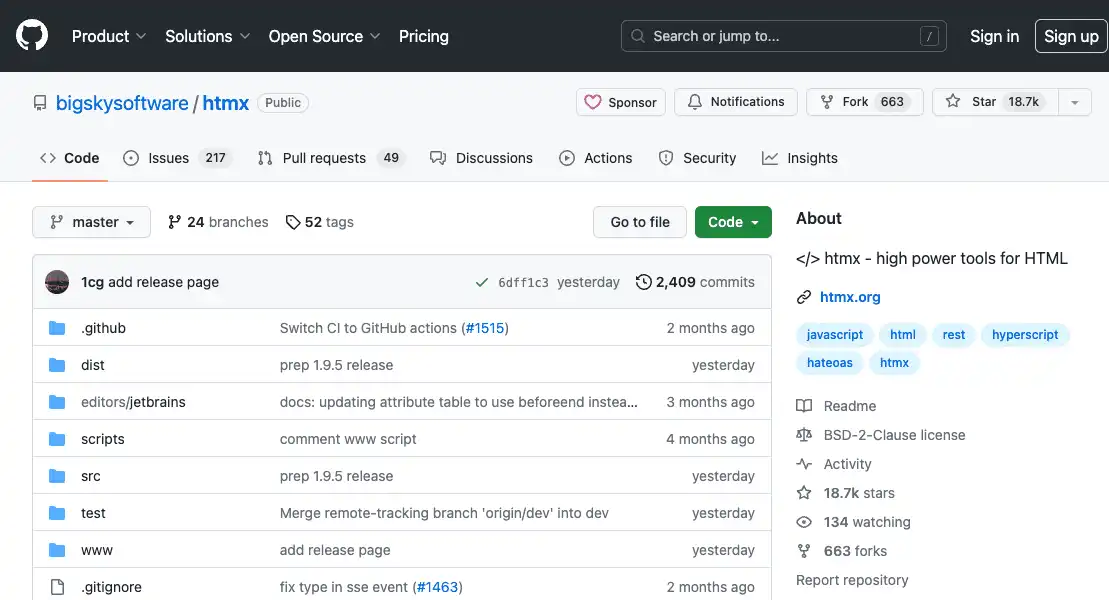 Product Solutions Open Source Pricing Search or jump to... / Sign in Sign up
bigskysoftware / htmx Public Sponsor Notifications Fork 663 Star 18.7k
Code Issues 217 Pull requests 49 Discussions Actions Security Insights
master 24 branches 52 tags Go to file Code
1cg add release page 6dff1c3 yesterday 2,409 commits
.github Switch CI to GitHub actions (#1515) 2 months ago
dist prep 1.9.5 release yesterday
editors/jetbrains docs: updating attribute table to use beforeend instea... 3 months ago
scripts comment www script 4 months ago
src prep 1.9.5 release yesterday
test Merge remote-tracking branch 'origin/dev' into dev yesterday
www add release page yesterday
.gitignore fix type in sse event (#1463) 2 months ago
About
</> htmx - high power tools for HTML
htmx.org
javascript html rest hyperscript
hateoas htmx
Readme
BSD-2-Clause license
Activity
18.7k stars
134 watching
663 forks
Report repository